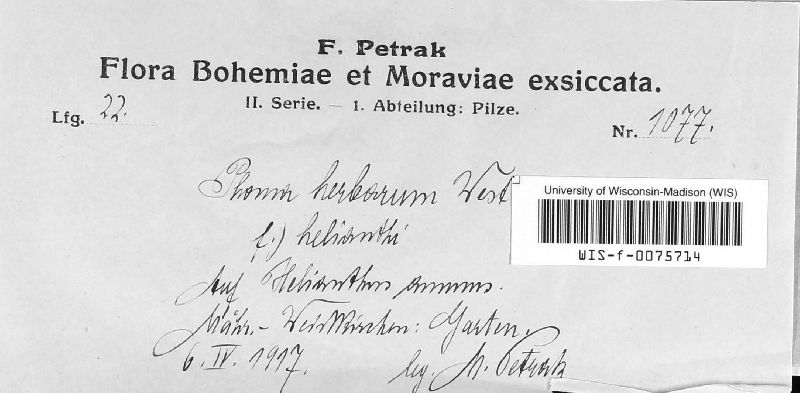 F. Petrak
Flora Bohemiae et Moraviae exsiccata.
II. Serie. — 1. Abteilung: Pilze.
Lfg. 22.
Nr. 1077.
Phoma herbarum West
f.) helianthi
Auf Helianthus annuus.
Mähr.-Weisskirchen: Garten,
6. IV. 1917. leg. Petrak
University of Wisconsin-Madison (WIS)
WIS-f-0075714